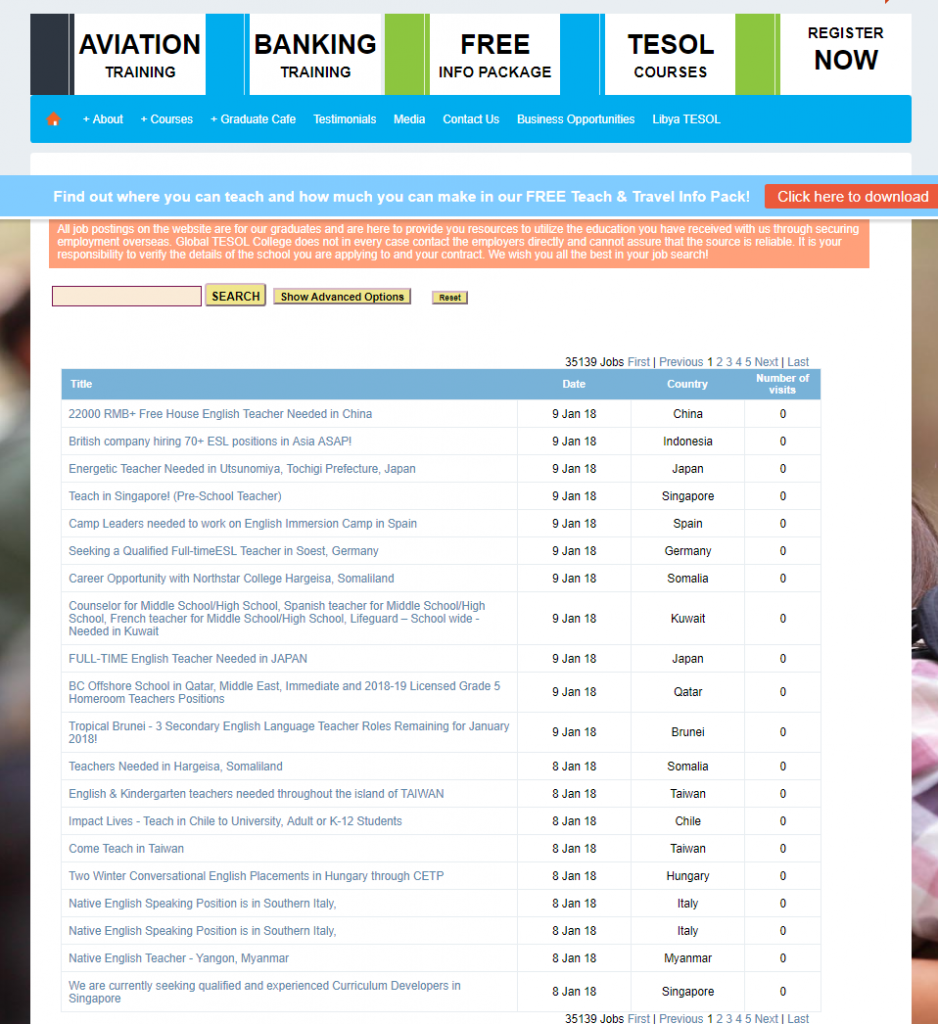 AVIATION
TRAINING
BANKING
TRAINING
FREE
INFO PACKAGE
TESOL
COURSES
REGISTER
NOW
+ About + Courses + Graduate Cafe Testimonials Media Contact Us Business Opportunities Libya TESOL
Find out where you can teach and how much you can make in our FREE Teach & Travel Info Pack! Click here to download
All job postings on the website are for our graduates and are here to provide you resources to utilize the education you have received with us through securing
employment overseas. Global TESOL College does not in every case contact the employers directly and cannot assure that the source is reliable. It is your
responsibility to verify the details of the school you are applying to and your contract. We wish you all the best in your job search!
SEARCH Show Advanced Options Reset
35139 Jobs First | Previous 1 2 3 4 5 Next | Last
Title Date Country Number of
visits
22000 RMB+ Free House English Teacher Needed in China 9 Jan 18 China 0
British company hiring 70+ ESL positions in Asia ASAP! 9 Jan 18 Indonesia 0
Energetic Teacher Needed in Utsunomiya, Tochigi Prefecture, Japan 9 Jan 18 Japan 0
Teach in Singapore! (Pre-School Teacher) 9 Jan 18 Singapore 0
Camp Leaders needed to work on English Immersion Camp in Spain 9 Jan 18 Spain 0
Seeking a Qualified Full-timeESL Teacher in Soest, Germany 9 Jan 18 Germany 0
Career Opportunity with Northstar College Hargeisa, Somaliland 9 Jan 18 Somalia 0
Counselor for Middle School/High School, Spanish teacher for Middle School/High
School, French teacher for Middle School/High School, Lifeguard – School wide -
Needed in Kuwait 9 Jan 18 Kuwait 0
FULL-TIME English Teacher Needed in JAPAN 9 Jan 18 Japan 0
BC Offshore School in Qatar, Middle East, Immediate and 2018-19 Licensed Grade 5
Homeroom Teachers Positions 9 Jan 18 Qatar 0
Tropical Brunei - 3 Secondary English Language Teacher Roles Remaining for January
2018! 9 Jan 18 Brunei 0
Teachers Needed in Hargeisa, Somaliland 8 Jan 18 Somalia 0
English & Kindergarten teachers needed throughout the island of TAIWAN 8 Jan 18 Taiwan 0
Impact Lives - Teach in Chile to University, Adult or K-12 Students 8 Jan 18 Chile 0
Come Teach in Taiwan 8 Jan 18 Taiwan 0
Two Winter Conversational English Placements in Hungary through CETP 8 Jan 18 Hungary 0
Native English Speaking Position is in Southern Italy, 8 Jan 18 Italy 0
Native English Speaking Position is in Southern Italy, 8 Jan 18 Italy 0
Native English Teacher - Yangon, Myanmar 8 Jan 18 Myanmar 0
We are currently seeking qualified and experienced Curriculum Developers in
Singapore 8 Jan 18 Singapore 0
35139 Jobs First | Previous 1 2 3 4 5 Next | Last